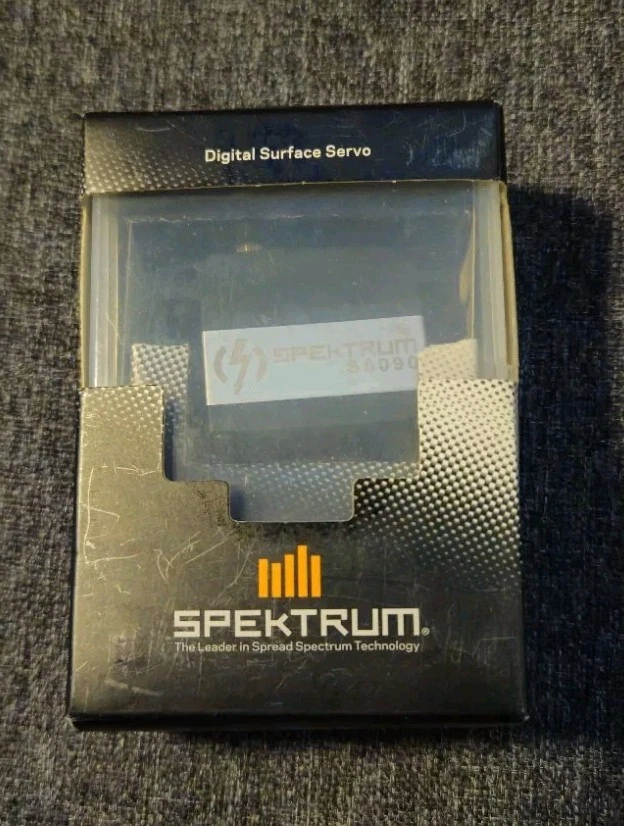 Digital Surface Servo
SPEKTRUM
S6090
SPEKTRUM®
The Leader in Spread Spectrum Technology